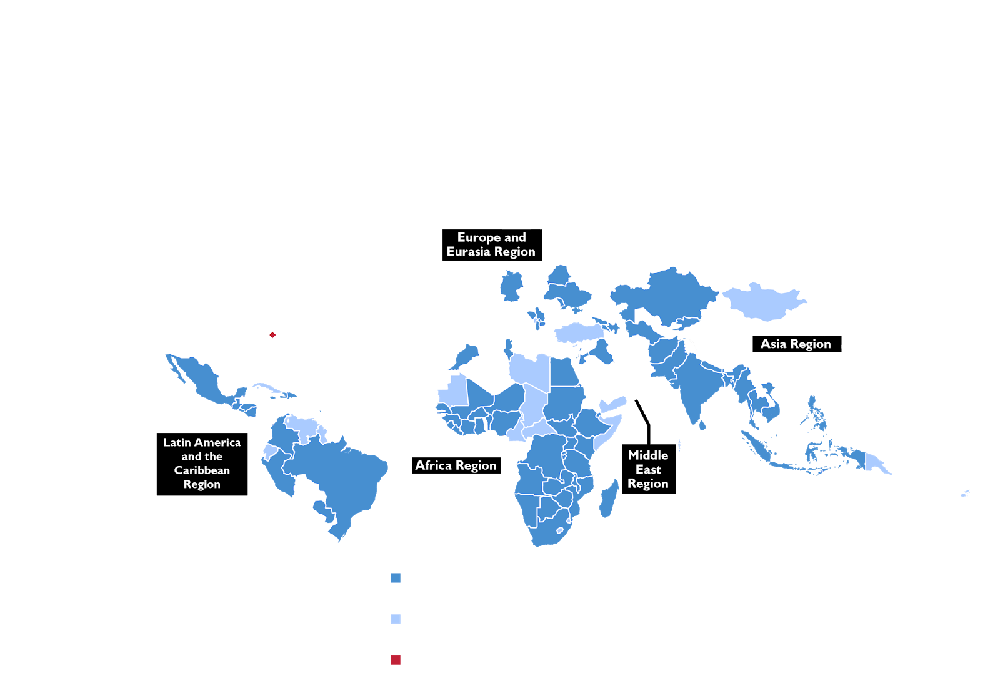 Europe and
Eurasia Region
Asia Region
Latin America
and the
Caribbean
Region
Africa Region
Middle
East
Region